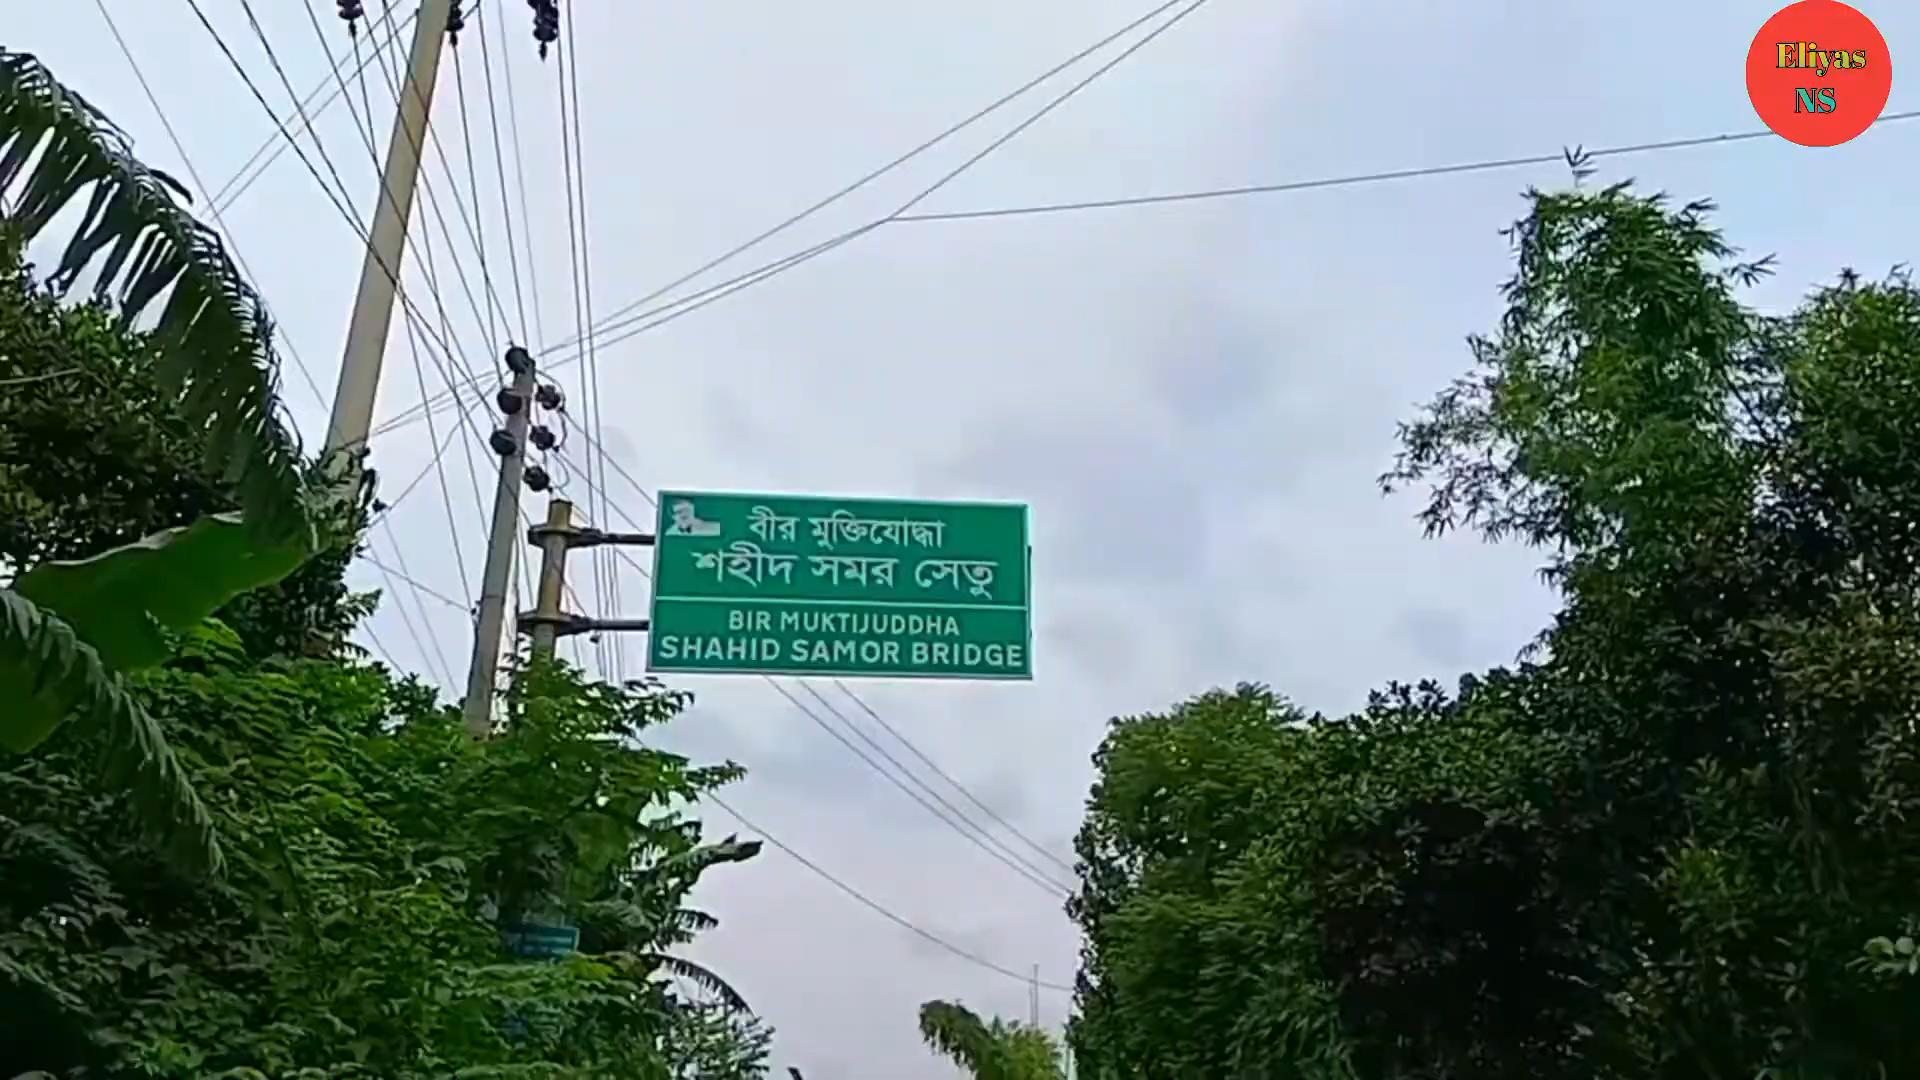 Eliyas
NS
বীর মুক্তিযোদ্ধা
শহীদ সমর সেতু
BIR MUKTIJUDDHA
SHAHID SAMOR BRIDGE